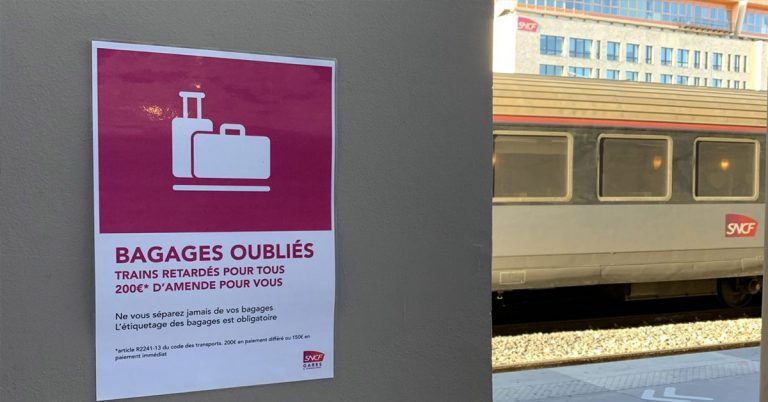 BAGAGES OUBLIÉS
TRAINS RETARDÉS POUR TOUS
200€* D'AMENDE POUR VOUS
Ne vous séparez jamais de vos bagages
L'étiquetage des bagages est obligatoire
*article R2241-13 du code des transports. 200€ en paiement différé ou 150€ en
paiement immédiat
SNCF
GARES
SNCF
SNCF